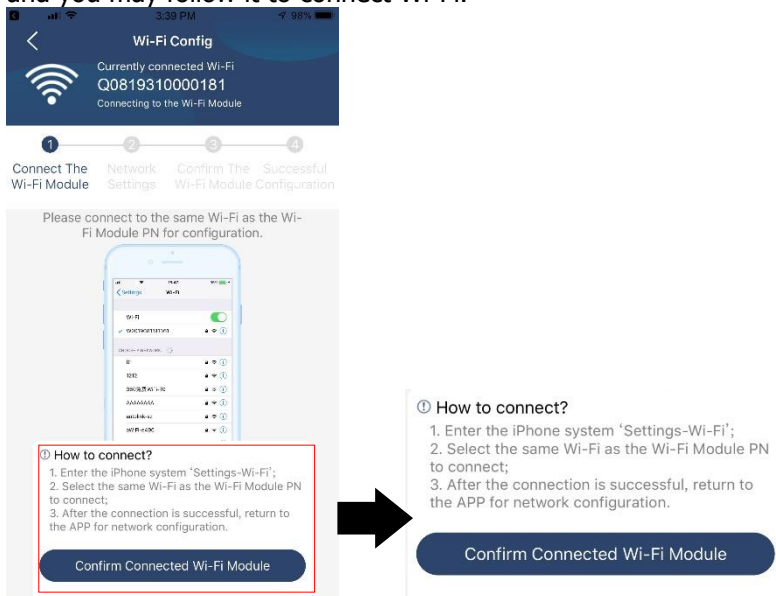 and you may follow it to connect Wi-Fi.
3:39 PM
98%
Wi-Fi Config
Currently connected Wi-Fi
Q0819310000181
Connecting to the Wi-Fi Module
1 2 3 4
Connect The Network Confirm The Successful
Wi-Fi Module Settings Wi-Fi Module Configuration
Please connect to the same Wi-Fi as the Wi-
Fi Module PN for configuration.
Settings Wi-Fi
Wi-Fi
1212
AAAAAAAA
How to connect?
1. Enter the iPhone system ‘Settings-Wi-Fi’;
2. Select the same Wi-Fi as the Wi-Fi Module PN
to connect;
3. After the connection is successful, return to
the APP for network configuration.
Confirm Connected Wi-Fi Module
How to connect?
1. Enter the iPhone system ‘Settings-Wi-Fi’;
2. Select the same Wi-Fi as the Wi-Fi Module PN
to connect;
3. After the connection is successful, return to
the APP for network configuration.
Confirm Connected Wi-Fi Module